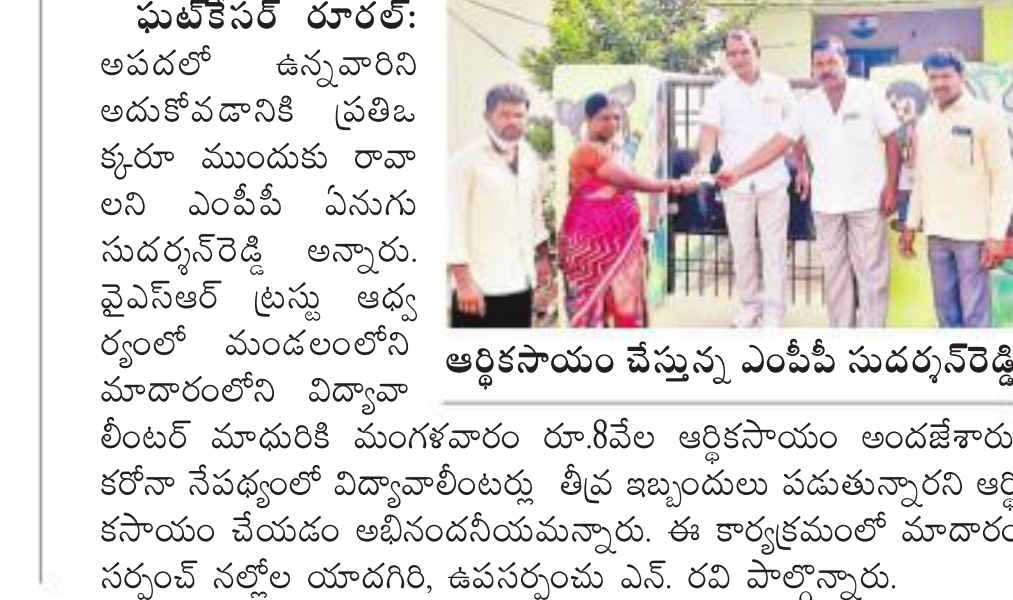 ఘట్‌కేసర్ రూరల్:
అపదలో ఉన్నవారిని
అదుకోవడానికి ప్రతిఒ
క్కరూ ముందుకు రావా
లని ఎంపీపీ ఏనుగు
సుదర్శన్‌రెడ్డి అన్నారు.
వైఎస్ఆర్ ట్రస్టు ఆధ్వ
ర్యంలో మండలంలోని
మాదారంలోని విద్యావా
లీంటర్ మాధురికి మంగళవారం రూ.8వేల ఆర్థికసాయం అందజేశారు
కరోనా నేపథ్యంలో విద్యావాలీంటర్లు తీవ్ర ఇబ్బందులు పడుతున్నారని ఆర్థి
కసాయం చేయడం అభినందనీయమన్నారు. ఈ కార్యక్రమంలో మాదారం
సర్పంచ్ నల్లోల యాదగిరి, ఉపసర్పంచు ఎన్. రవి పాల్గొన్నారు.
ఆర్థికసాయం చేస్తున్న ఎంపీపీ సుదర్శన్‌రెడ్డి